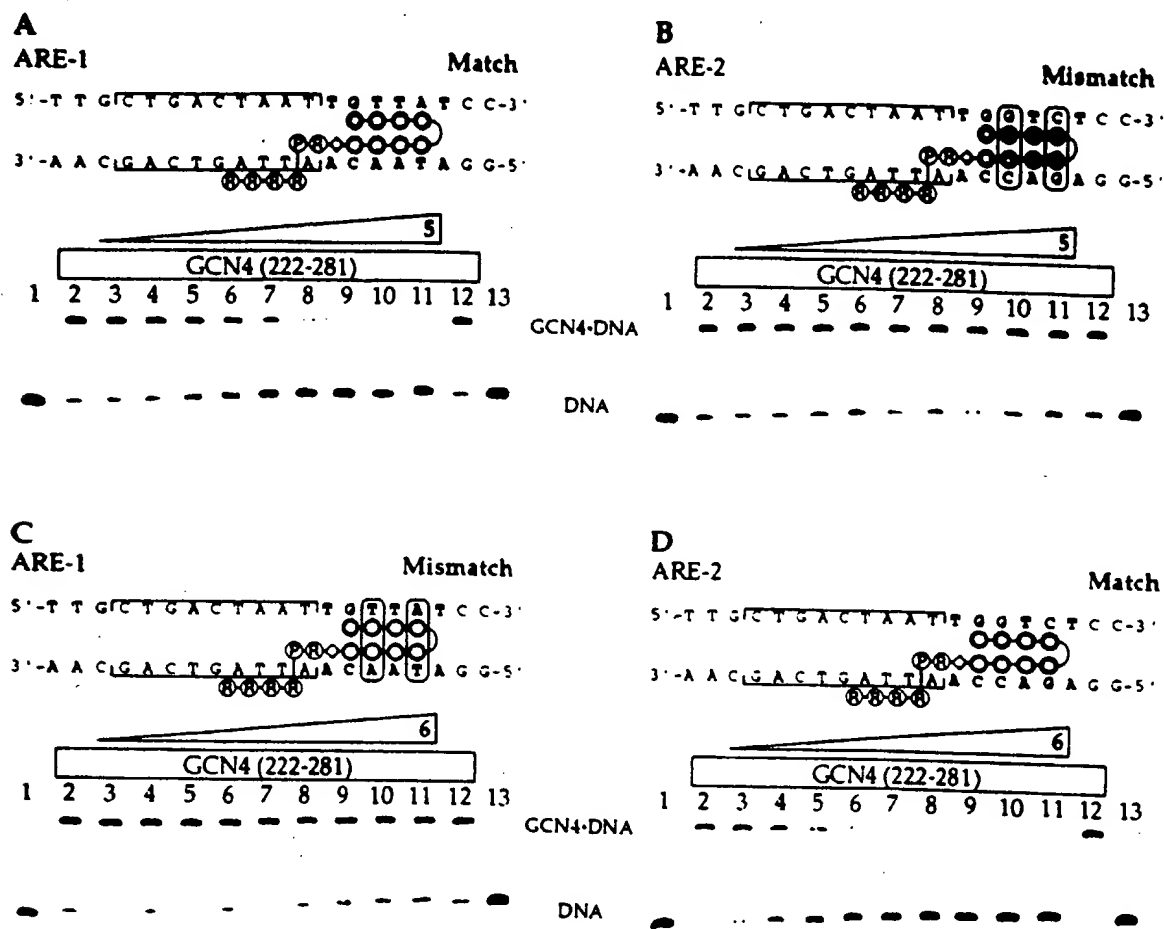 A
ARE-1 Match
5'-T T G C T G A C T A A T T G T T A T C C-3'
P R
3'-A A C G A C T G A T T A A C A A T A G G-5'
R R R R
5
GCN4 (222-281)
1 2 3 4 5 6 7 8 9 10 11 12 13
B
ARE-2 Mismatch
5'-T T G C T G A C T A A T T G G T C T C C-3'
P R
3'-A A C G A C T G A T T A A C C A G A G G-5'
R R R R
5
GCN4 (222-281)
1 2 3 4 5 6 7 8 9 10 11 12 13
GCN4•DNA
DNA
C
ARE-1 Mismatch
5'-T T G C T G A C T A A T T G T T A T C C-3'
P R
3'-A A C G A C T G A T T A A C A A T A G G-5'
R R R R
6
GCN4 (222-281)
1 2 3 4 5 6 7 8 9 10 11 12 13
D
ARE-2 Match
5'-T T G C T G A C T A A T T G G T C T C C-3'
P R
3'-A A C G A C T G A T T A A C C A G A G G-5'
R R R R
6
GCN4 (222-281)
1 2 3 4 5 6 7 8 9 10 11 12 13
GCN4•DNA
DNA